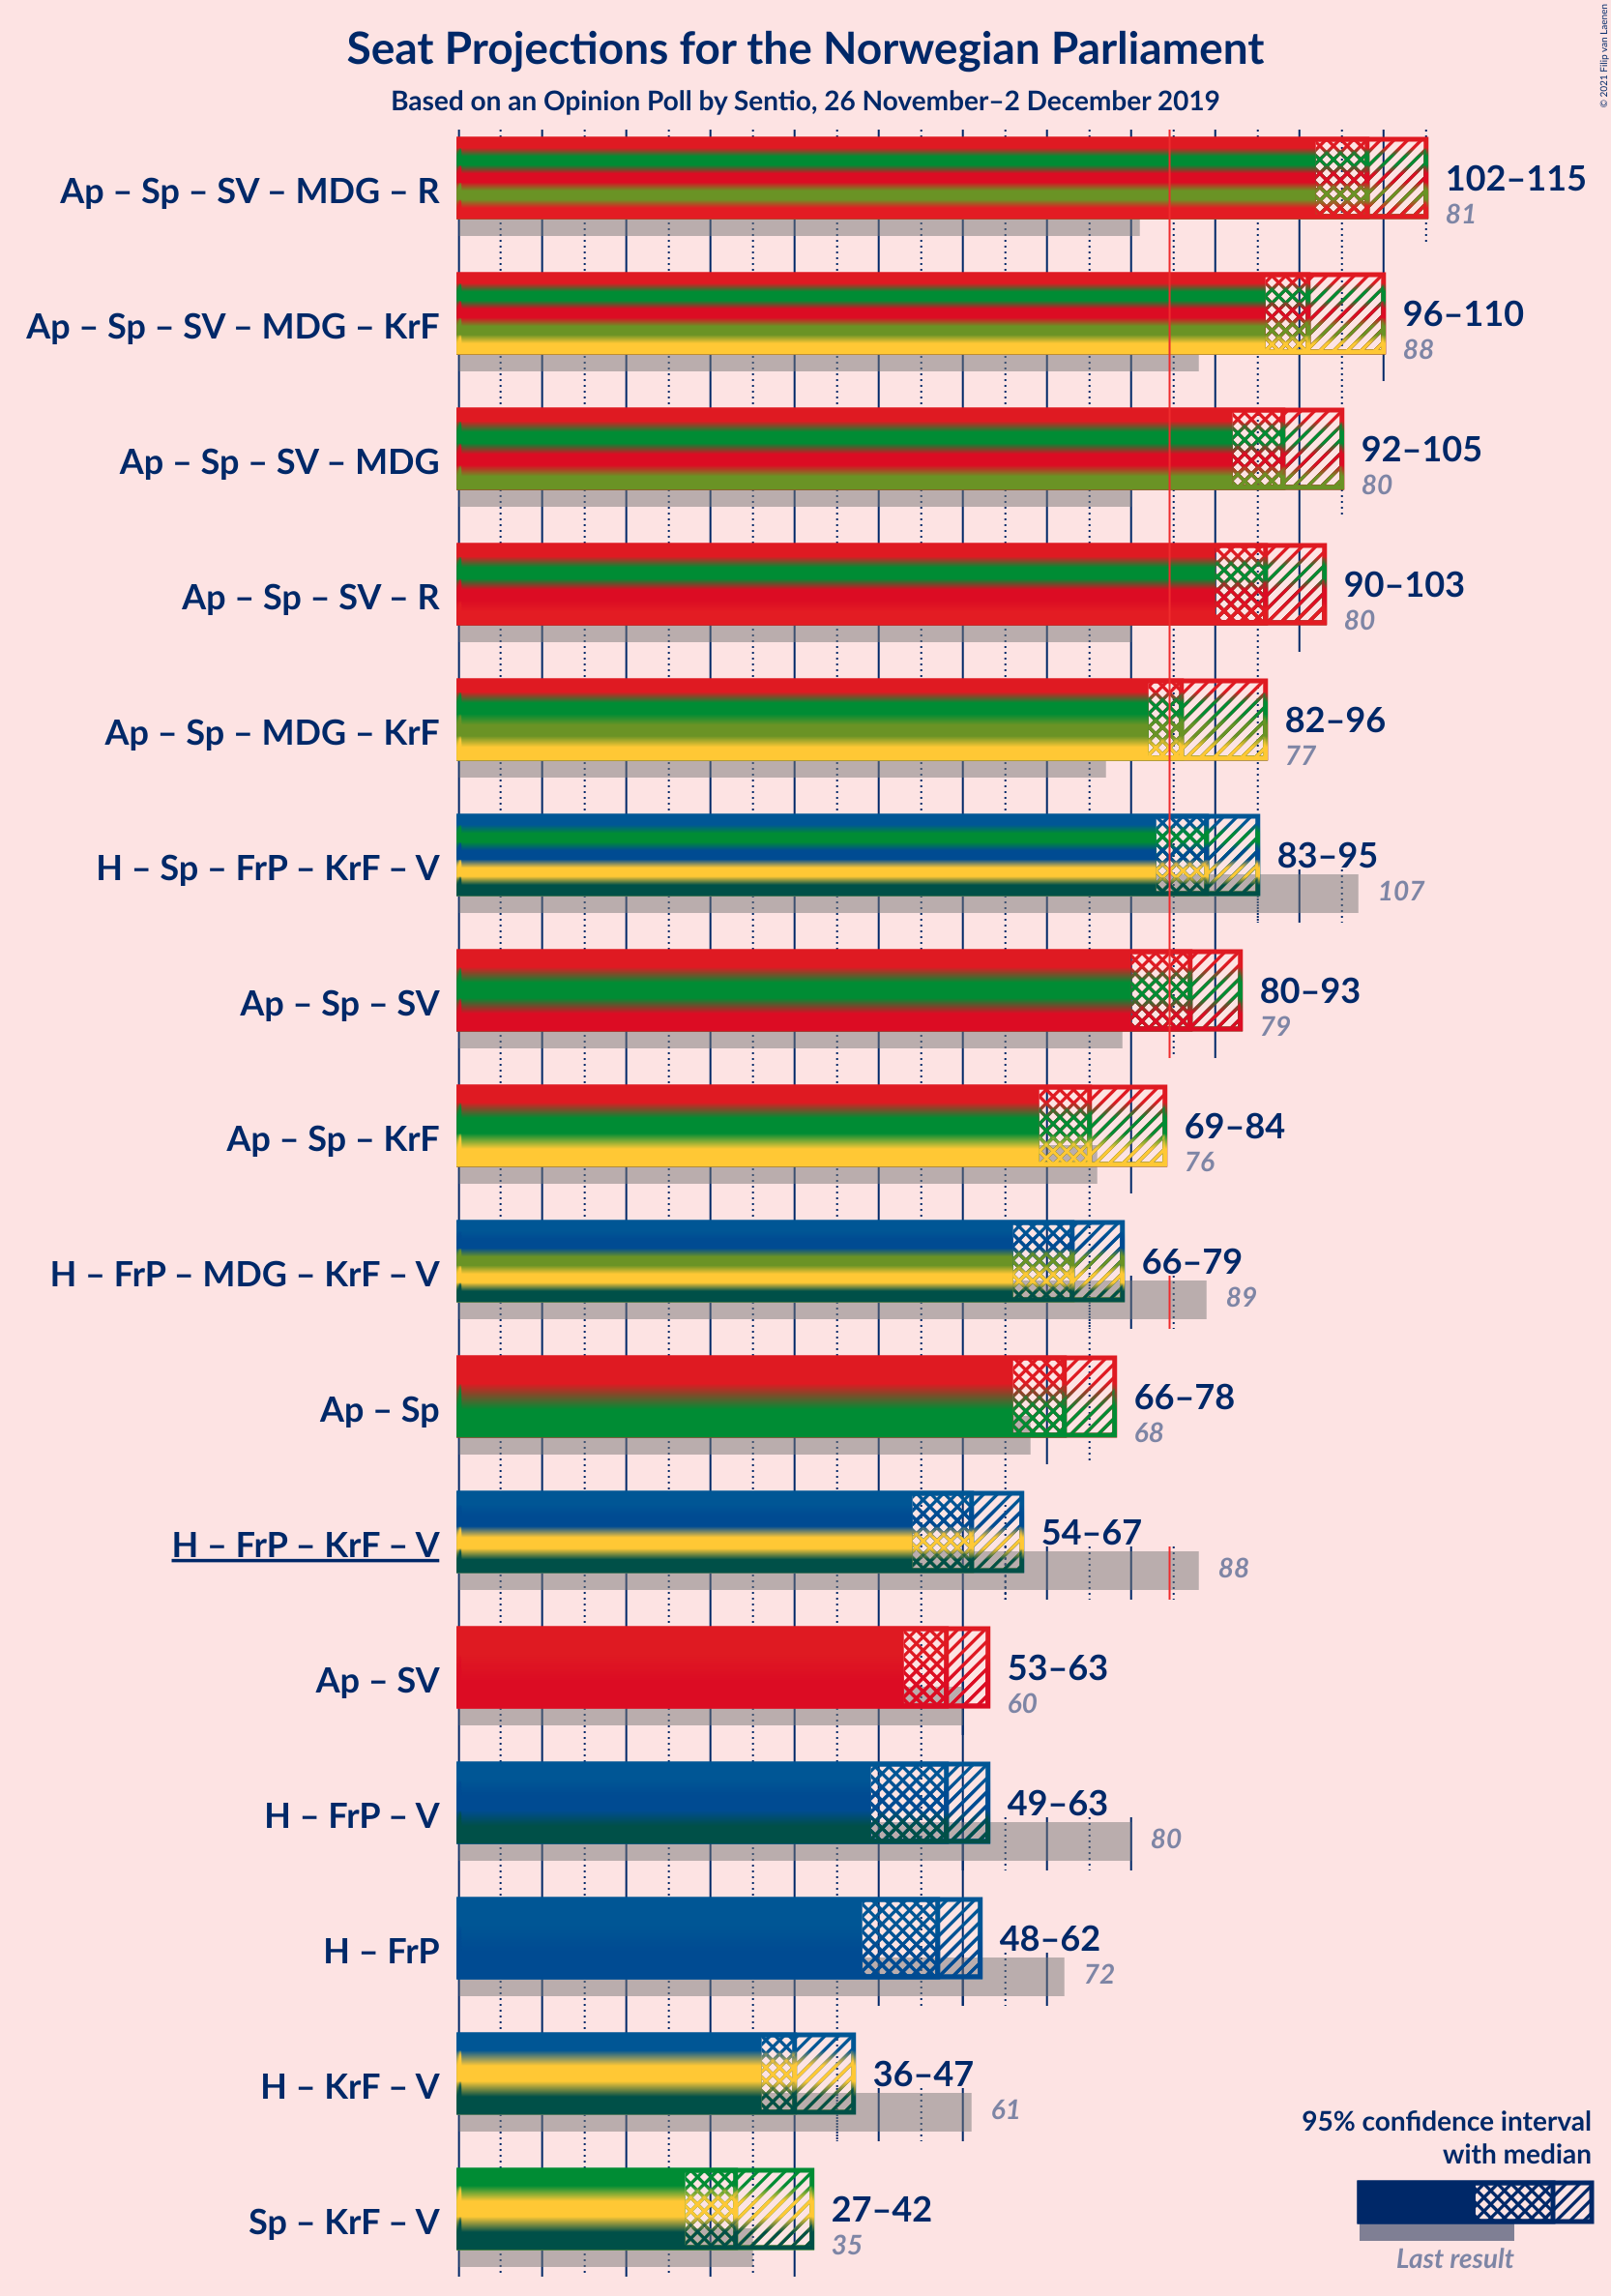 Seat Projections for the Norwegian Parliament
Based on an Opinion Poll by Sentio, 26 November–2 December 2019
© 2021 Filip van Laenen
Ap – Sp – SV – MDG – R
102–115
81
Ap – Sp – SV – MDG – KrF
96–110
88
Ap – Sp – SV – MDG
92–105
80
Ap – Sp – SV – R
90–103
80
Ap – Sp – MDG – KrF
82–96
77
H – Sp – FrP – KrF – V
83–95
107
Ap – Sp – SV
80–93
79
Ap – Sp – KrF
69–84
76
H – FrP – MDG – KrF – V
66–79
89
Ap – Sp
66–78
68
H – FrP – KrF – V
54–67
88
Ap – SV
53–63
60
H – FrP – V
49–63
80
H – FrP
48–62
72
H – KrF – V
36–47
61
Sp – KrF – V
27–42
35
95% confidence interval
with median
Last result